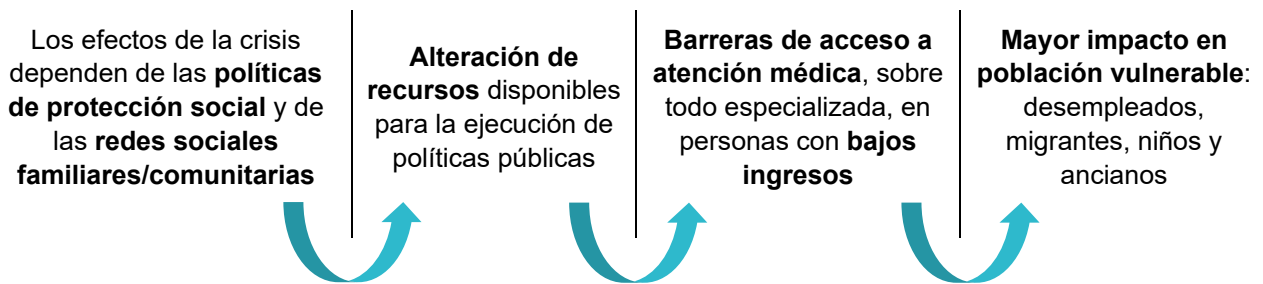 Los efectos de la crisis
dependen de las políticas
de protección social y de
las redes sociales
familiares/comunitarias
Alteración de
recursos disponibles
para la ejecución de
políticas públicas
Barreras de acceso a
atención médica, sobre
todo especializada, en
personas con bajos
ingresos
Mayor impacto en
población vulnerable:
desempleados,
migrantes, niños y
ancianos